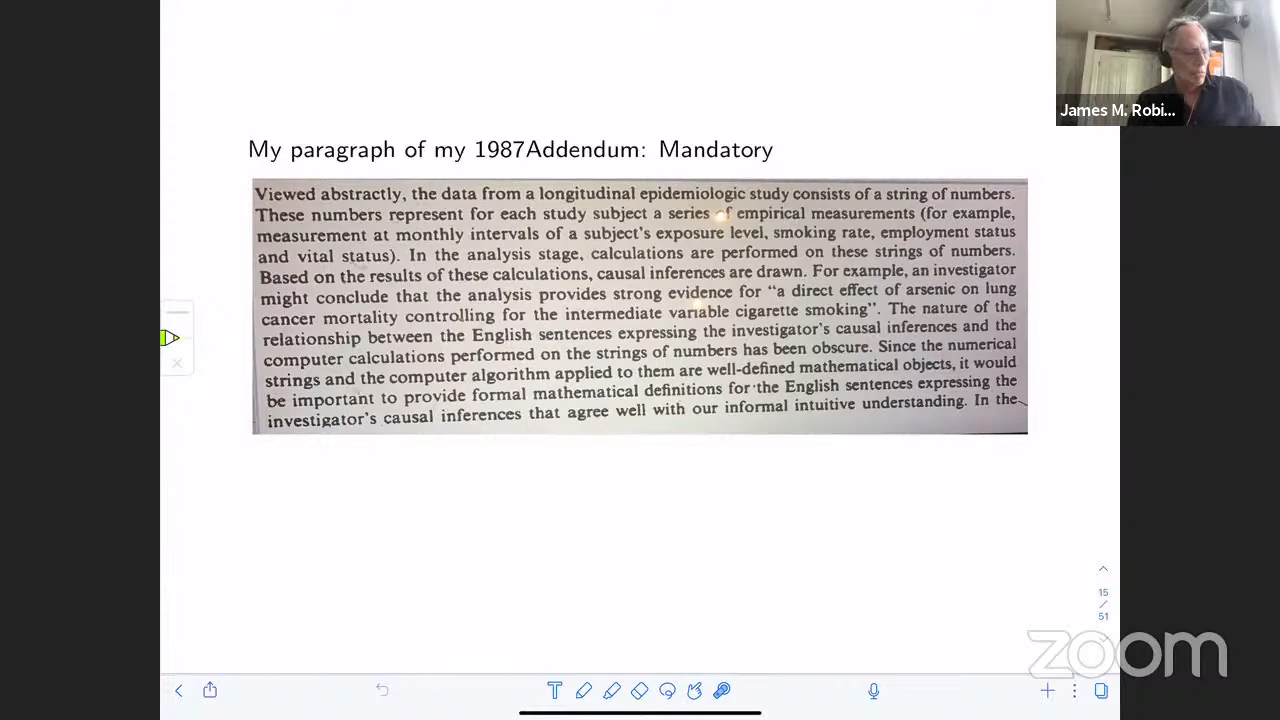 James M. Robi...
My paragraph of my 1987Addendum: Mandatory
Viewed abstractly, the data from a longitudinal epidemiologic study consists of a string of numbers.
These numbers represent for each study subject a series of empirical measurements (for example,
measurement at monthly intervals of a subject's exposure level, smoking rate, employment status
and vital status). In the analysis stage, calculations are performed on these strings of numbers.
Based on the results of these calculations, causal inferences are drawn. For example, an investigator
might conclude that the analysis provides strong evidence for "a direct effect of arsenic on lung
cancer mortality controlling for the intermediate variable cigarette smoking". The nature of the
relationship between the English sentences expressing the investigator's causal inferences and the
computer calculations performed on the strings of numbers has been obscure. Since the numerical
strings and the computer algorithm applied to them are well-defined mathematical objects, it would
be important to provide formal mathematical definitions for the English sentences expressing the
investigator's causal inferences that agree well with our informal intuitive understanding. In the
15
/
51
zoom
T